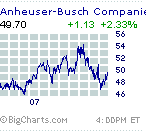 Anheuser-Busch Companie
49.70 +1.13 +2.33%
54
52
50
48
46
07
©BigCharts.com 4:00PM ET